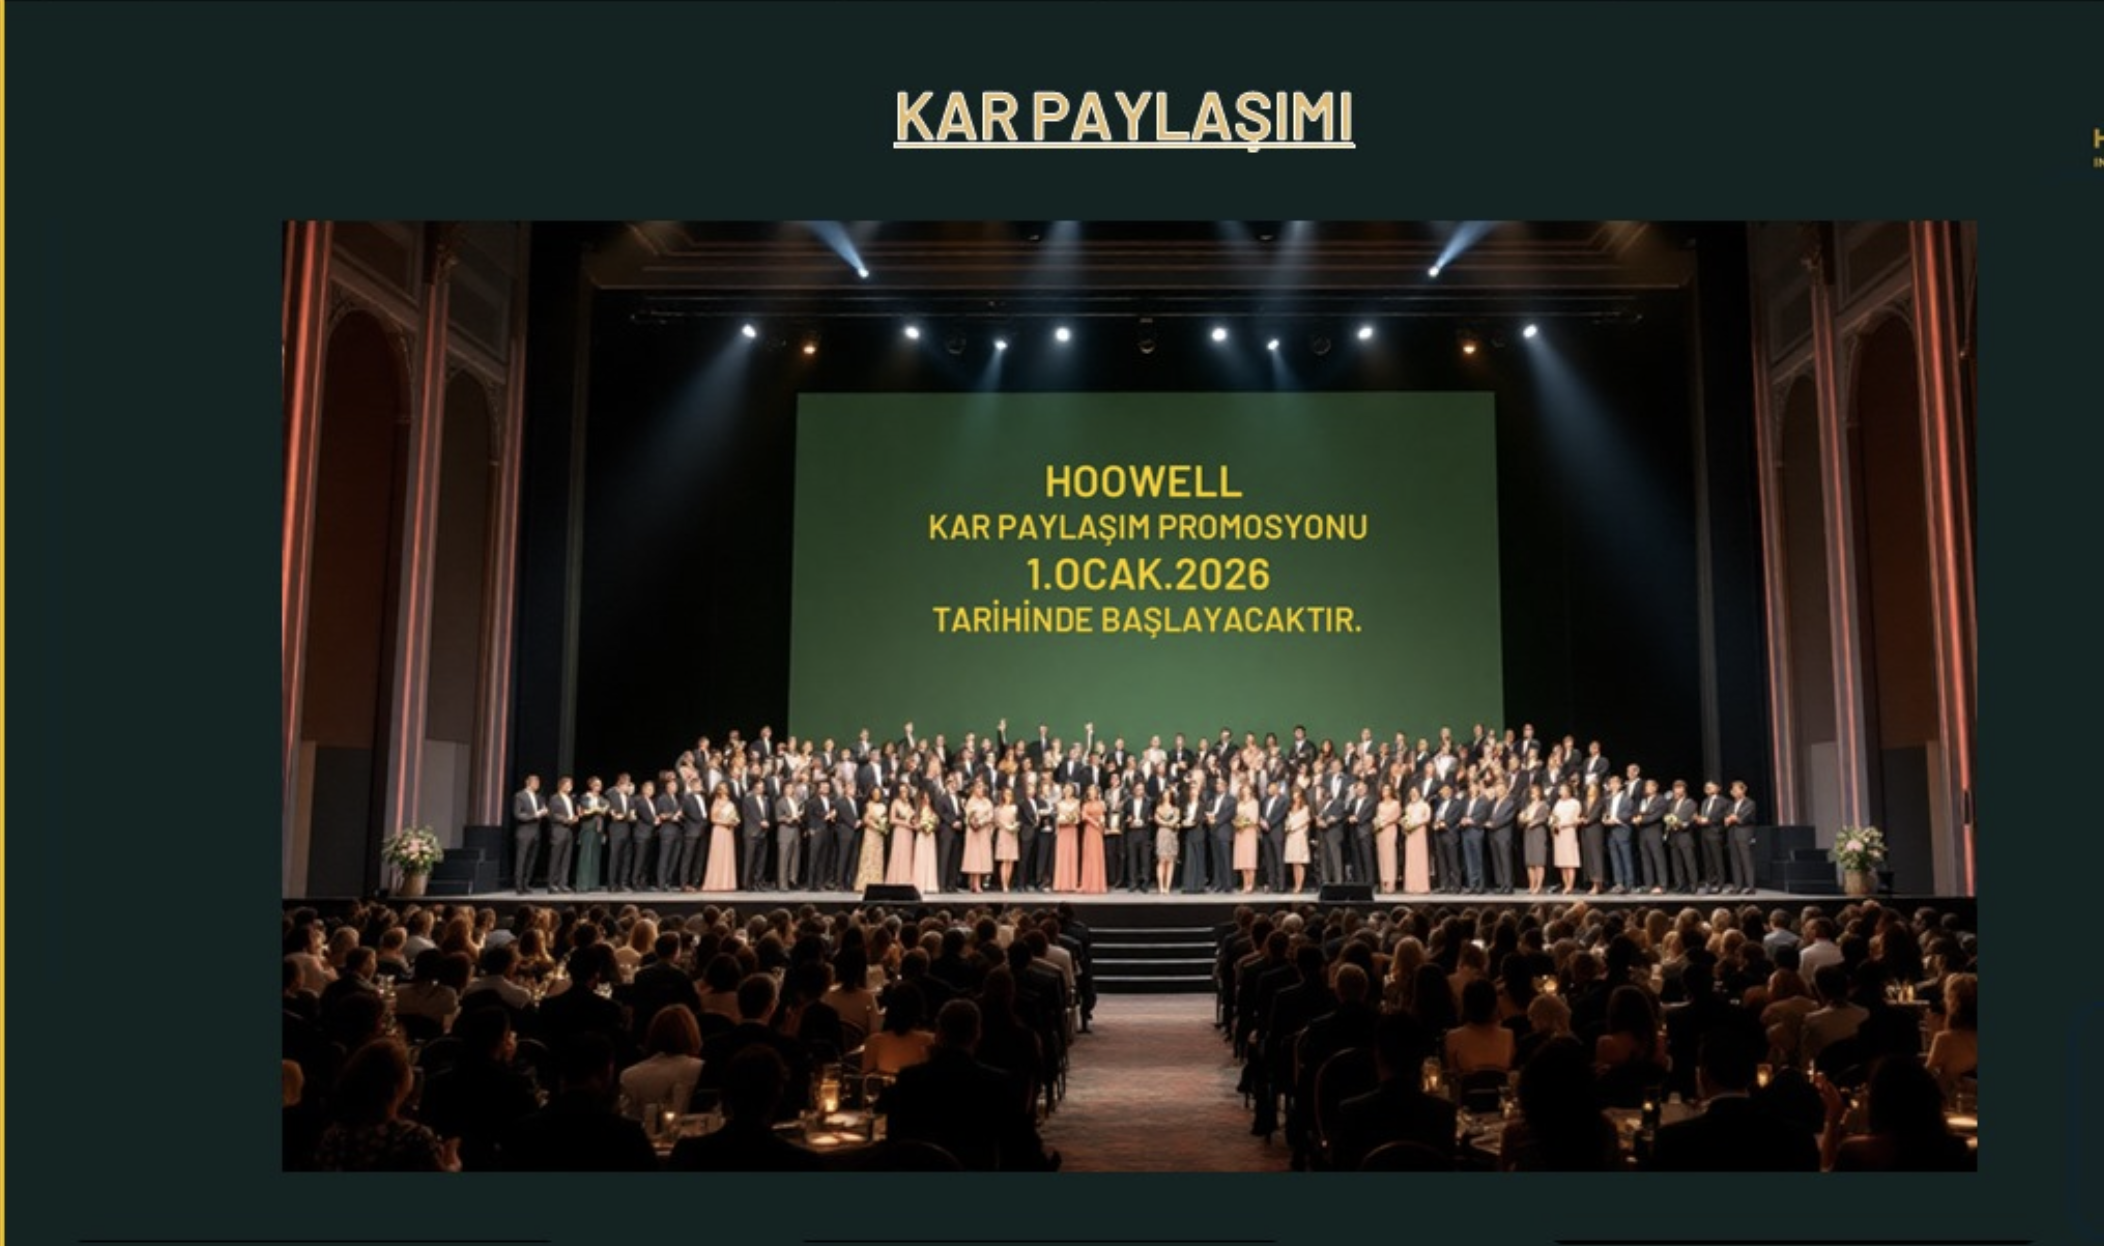 KAR PAYLAŞIMI
HOOWELL
KAR PAYLAŞIM PROMOSYONU
1.OCAK.2026
TARİHİNDE BAŞLAYACAKTIR.